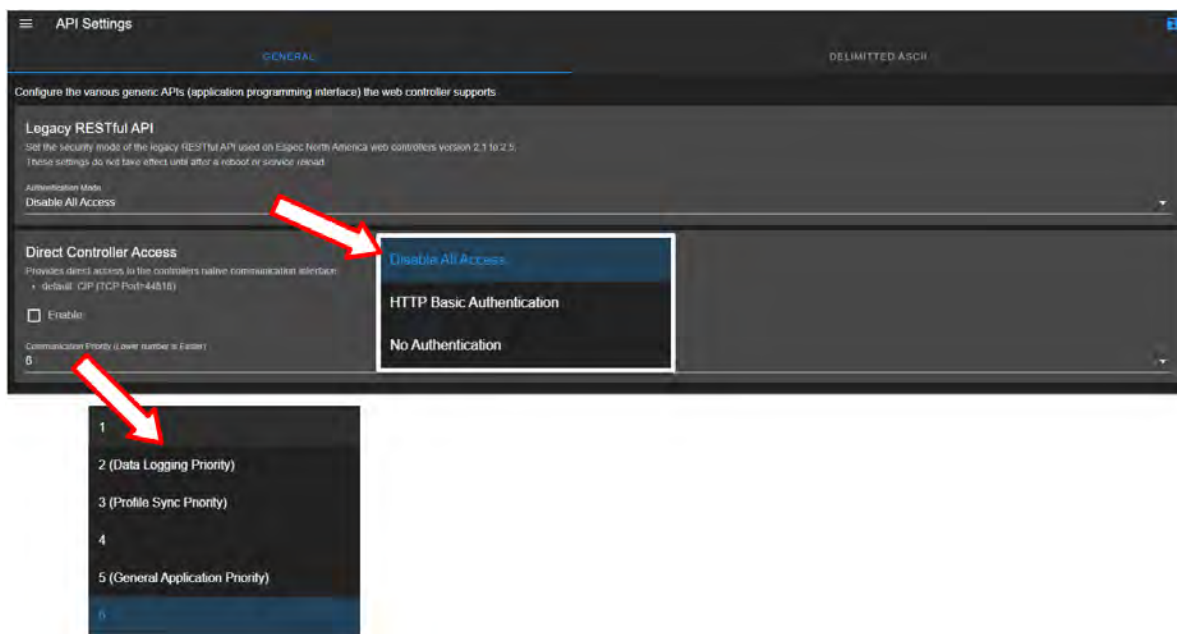 API Settings
GENERAL
DELIMITTED ASCII
Configure the various generic APIs (application programming interface) the web controller supports
Legacy RESTful API
Set the security mode of the legacy RESTful API used on Espec North America web controllers version 2.1 to 2.5.
These settings do not take effect until after a reboot or service reload.
Authentication Mode
Disable All Access
Direct Controller Access
Provides direct access to the controllers native communication interface
default: CIP (TCP Port=44818)
Enable
Communication Priority (Lower number is Faster)
6
Disable All Access
HTTP Basic Authentication
No Authentication
1
2 (Data Logging Priority)
3 (Profile Sync Priority)
4
5 (General Application Priority)
6